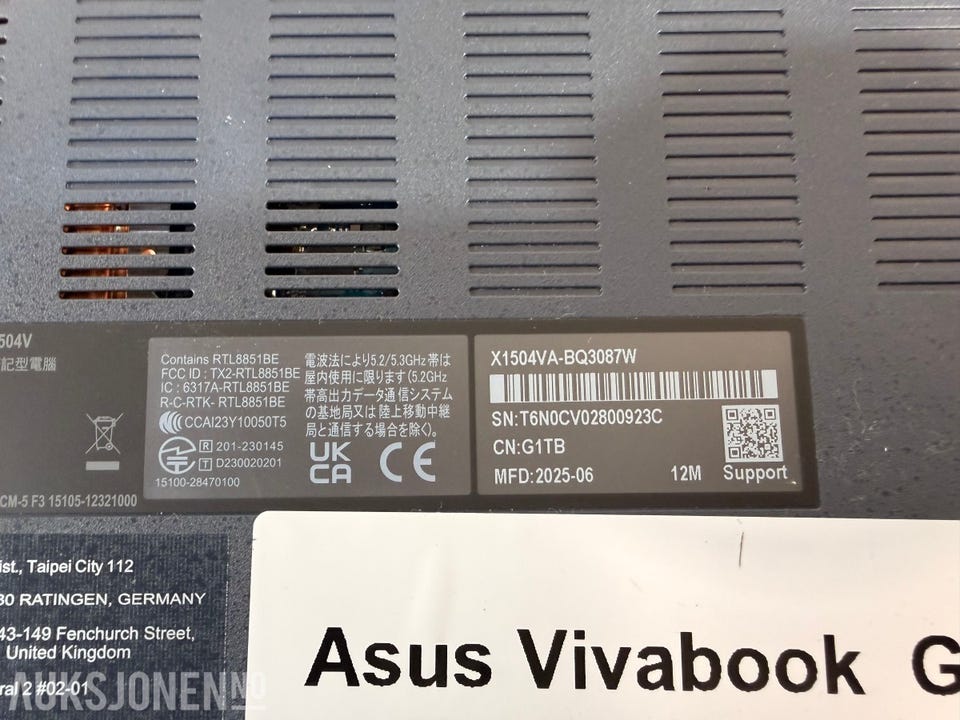 504V
記型電腦
CM-5 F3 15105-12321000
Contains RTL8851BE
FCC ID : TX2-RTL8851BE
IC : 6317A-RTL8851BE
R-C-RTK- RTL8851BE
CCAI23Y10050T5
R 201-230145
T D230020201
15100-28470100
電波法により5.2/5.3GHz帯は
屋内使用に限ります(5.2GHz
帯高出力データ通信システム
の基地局又は陸上移動中継
局と通信する場合を除く)。
UK
CA
CE
X1504VA-BQ3087W
SN:T6N0CV02800923C
CN:G1TB
MFD:2025-06 12M Support
ist., Taipei City 112
30 RATINGEN, GERMANY
43-149 Fenchurch Street,
United Kingdom
ral 2 #02-01
Asus Vivabook G
AUKSJONEN NO